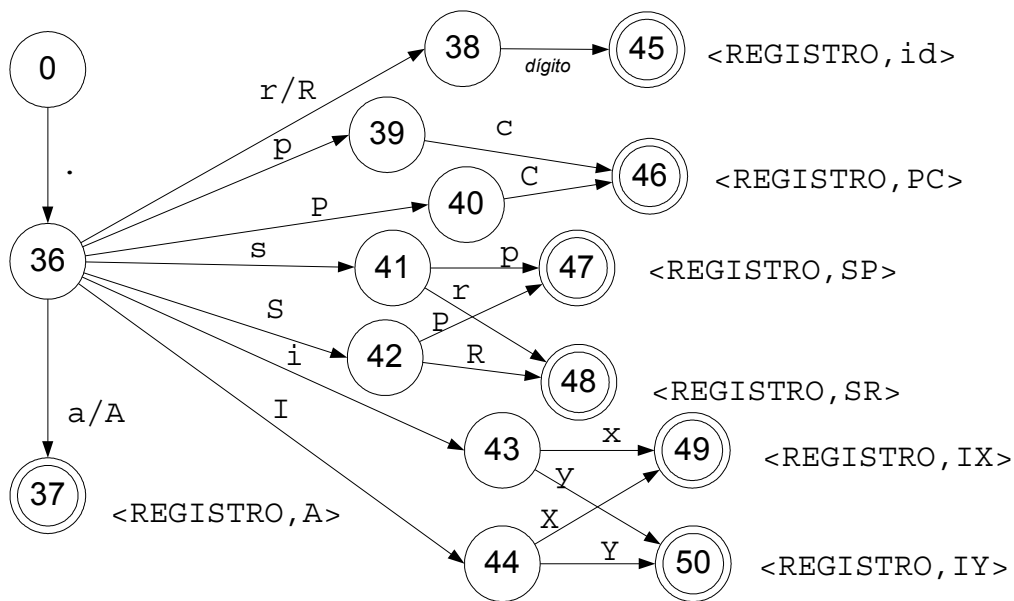 0
38
dígito
45
<REGISTRO,id>
r/R
39
c
p
.
46
<REGISTRO,PC>
C
P
40
36
s
41
p
47
<REGISTRO,SP>
r
S
P
42
R
48
<REGISTRO,SR>
i
a/A
I
43
x
49
<REGISTRO,IX>
y
37
<REGISTRO,A>
X
44
Y
50
<REGISTRO,IY>